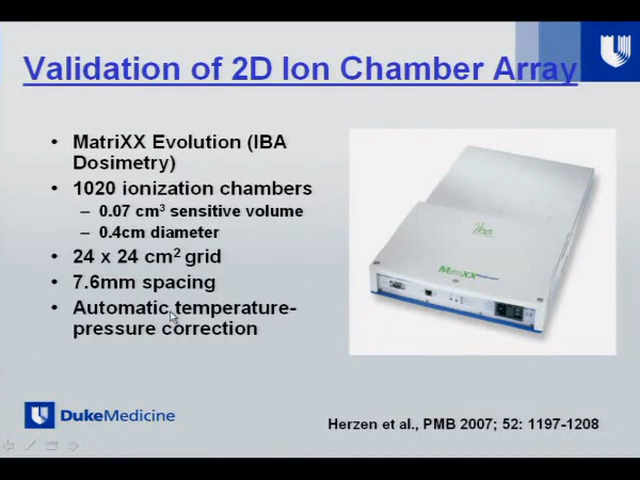 Validation of 2D Ion Chamber Array
• MatriXX Evolution (IBA
Dosimetry)
• 1020 ionization chambers
– 0.07 cm³ sensitive volume
– 0.4cm diameter
• 24 x 24 cm² grid
• 7.6mm spacing
• Automatic temperature-
pressure correction
iba
MatriXX
DukeMedicine
Herzen et al., PMB 2007; 52: 1197-1208